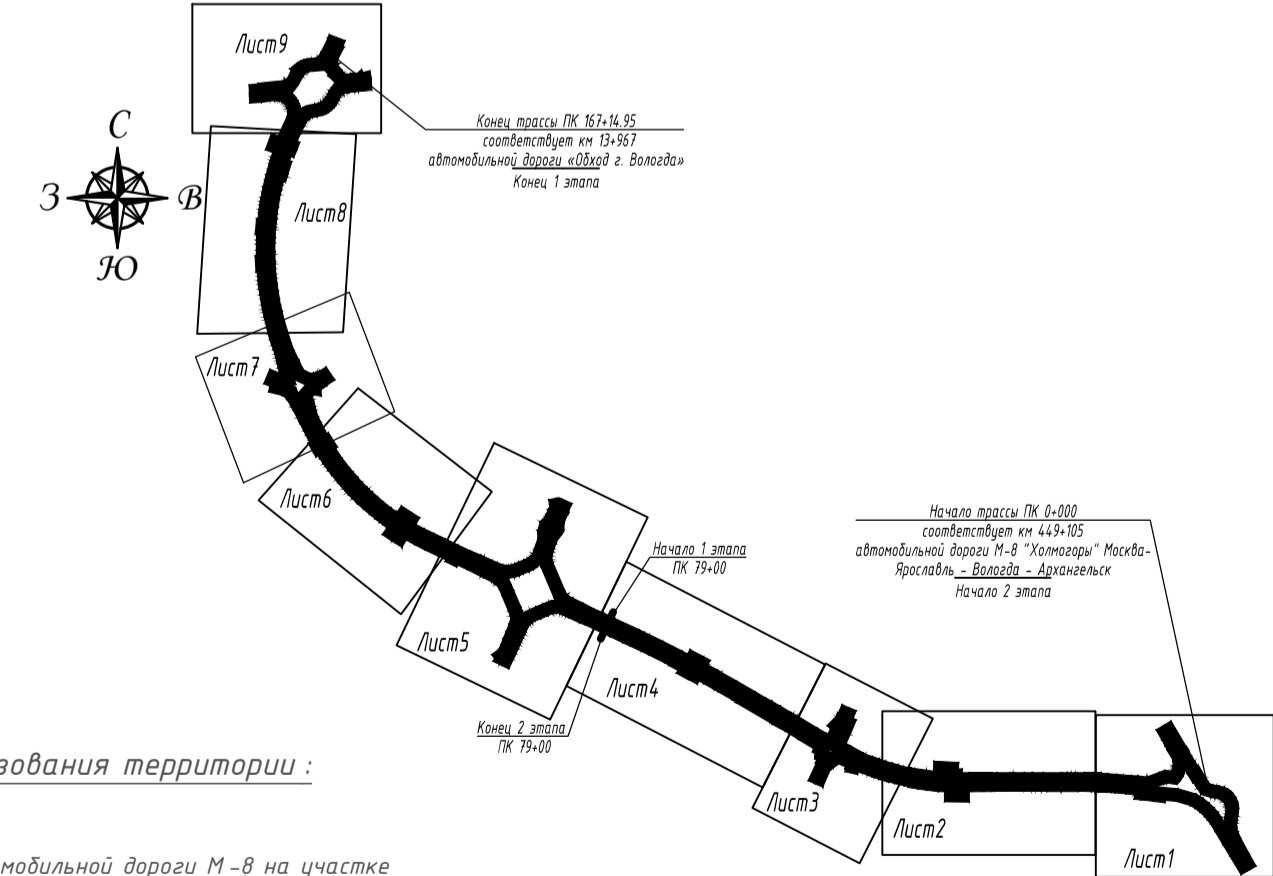 Лист9
Конец трассы ПК 167+14.95
соответствует км 13+967
автомобильной дороги «Обход г. Вологда»
Конец 1 этапа
С
З
В
Ю
Лист8
Лист7
Лист6
Начало трассы ПК 0+000
соответствует км 449+105
автомобильной дороги М-8 "Холмогоры" Москва-
Ярославль - Вологда - Архангельск
Начало 2 этапа
Начало 1 этапа
ПК 79+00
Лист5
Лист4
Конец 2 этапа
ПК 79+00
зования территории :
Лист3
Лист2
Лист1
мобильной дороги М-8 на участке